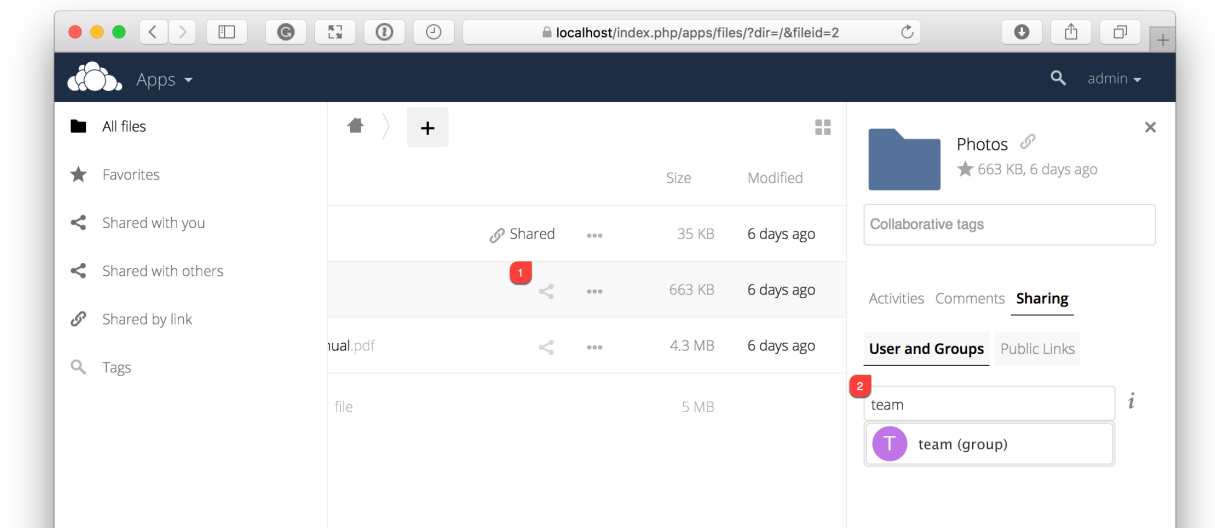 localhost/index.php/apps/files/?dir=/&fileid=2
Apps
admin
All files
Favorites
Shared with you
Shared with others
Shared by link
Tags
+
Size Modified
Shared ••• 35 KB 6 days ago
1
••• 663 KB 6 days ago
nual.pdf ••• 4.3 MB 6 days ago
file 5 MB
Photos
663 KB, 6 days ago
×
Collaborative tags
Activities Comments Sharing
User and Groups Public Links
2
team i
T team (group)